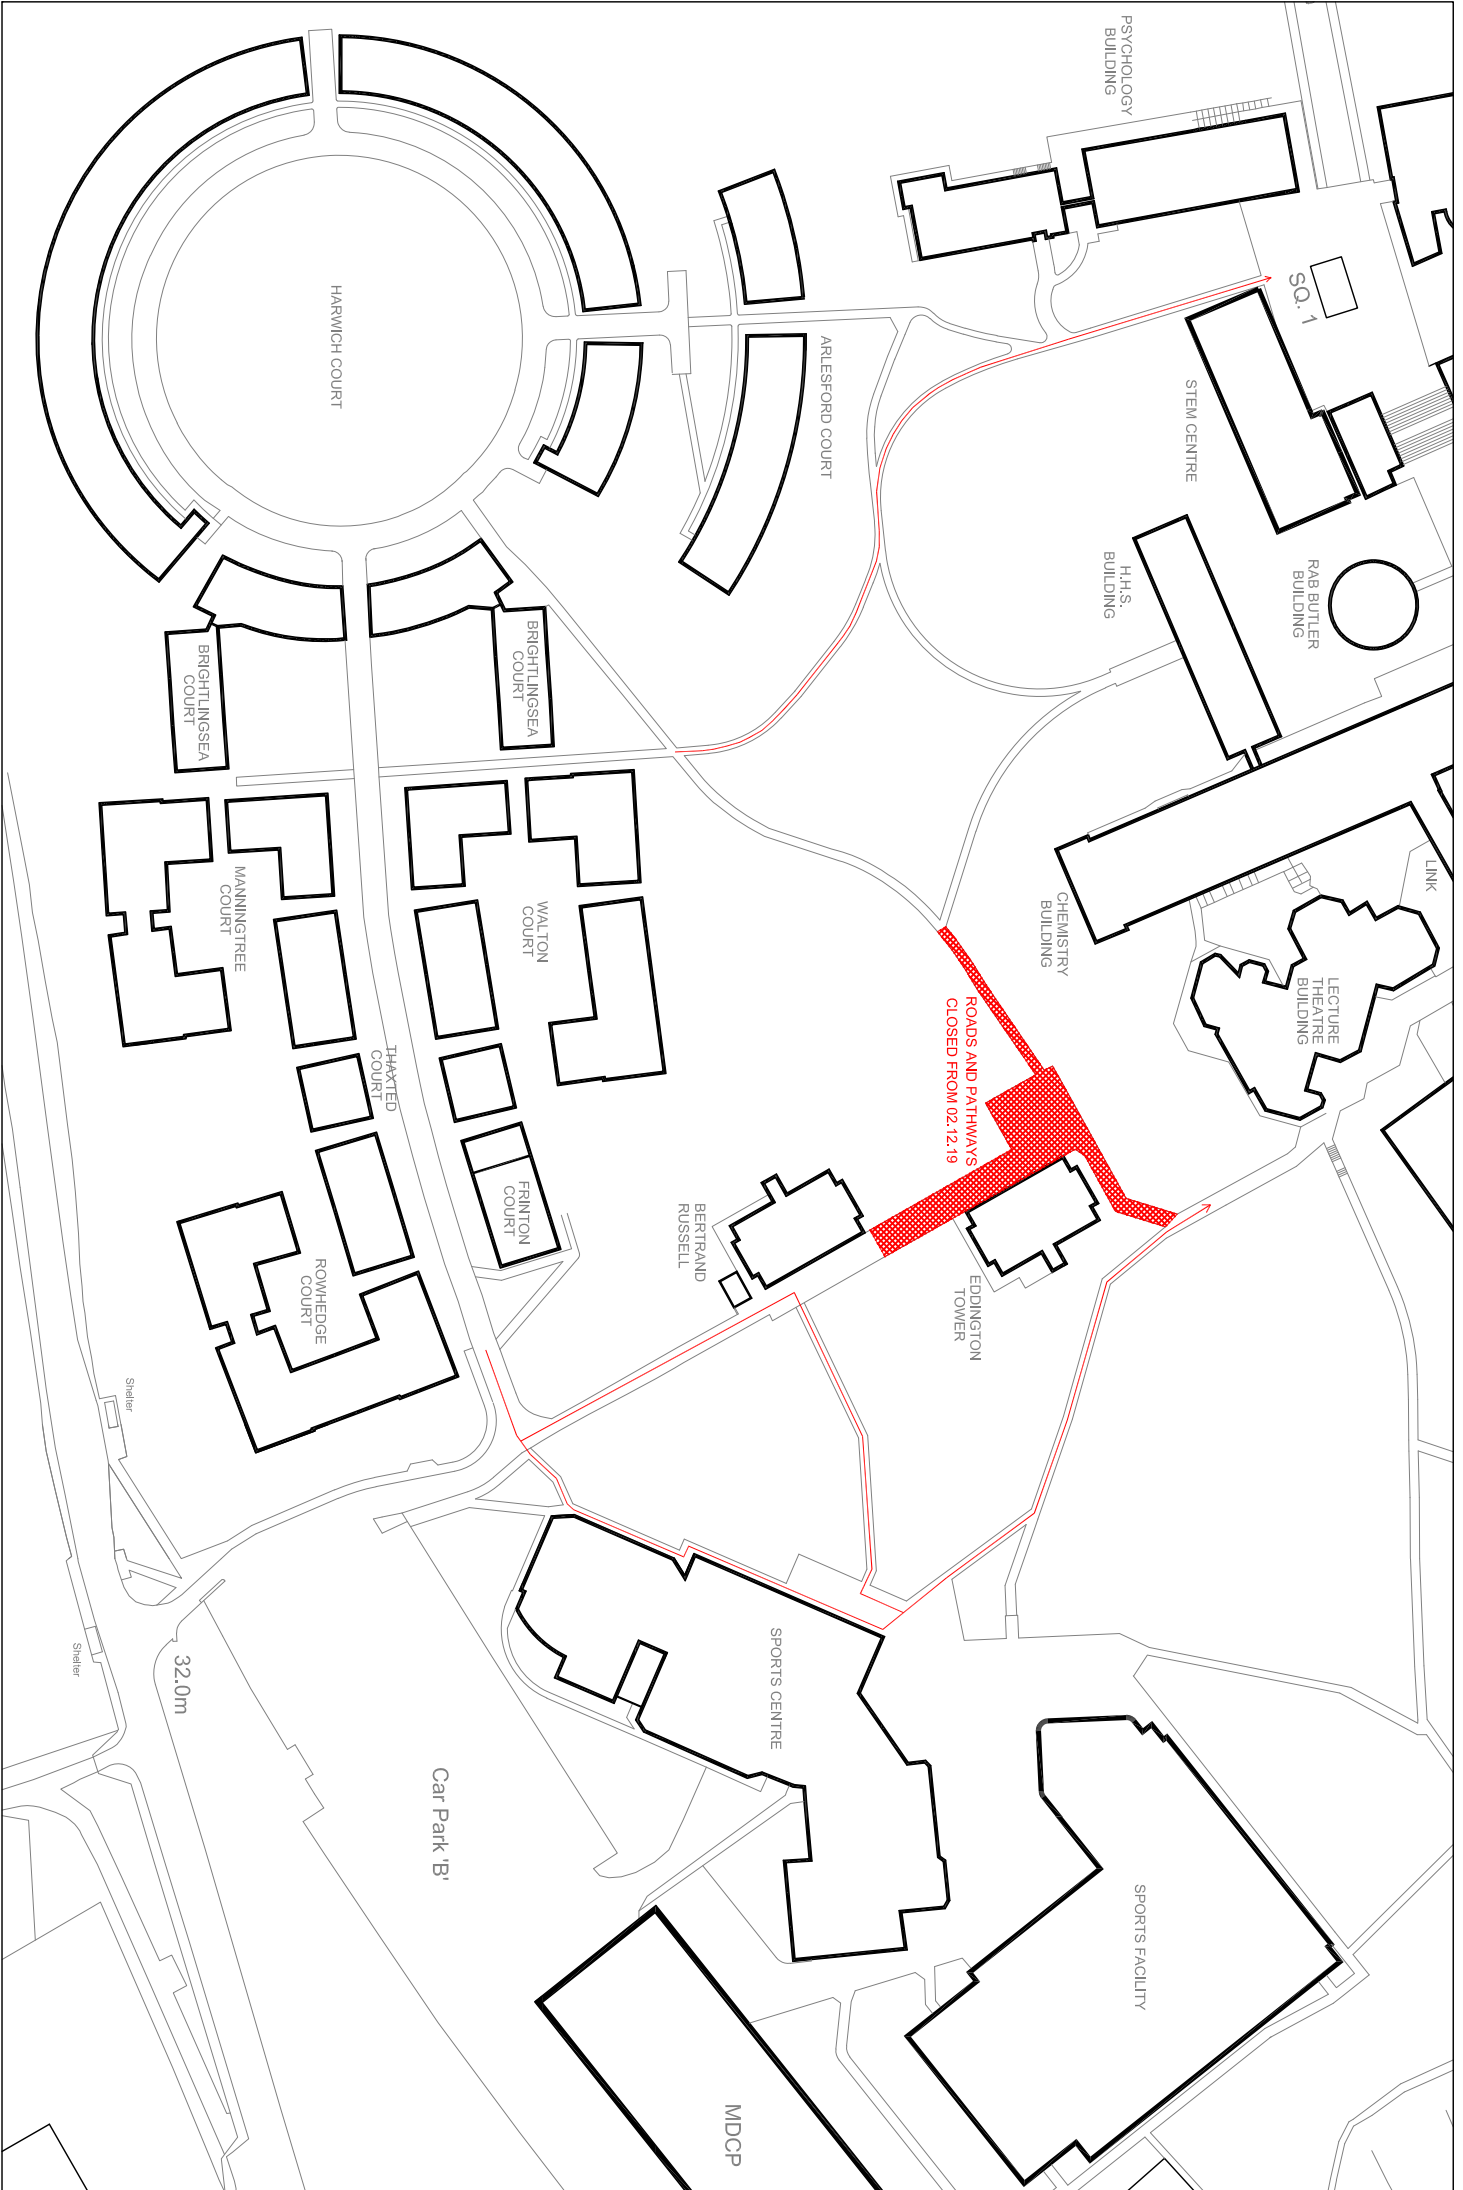 PSYCHOLOGY
BUILDING
SQ. 1
HARWICH COURT
ARLESFORD COURT
STEM CENTRE
RAB BUTLER
BUILDING
H.H.S.
BUILDING
BRIGHTLINGSEA
COURT
BRIGHTLINGSEA
COURT
LINK
CHEMISTRY
BUILDING
MANNINGTREE
COURT
WALTON
COURT
LECTURE
THEATRE
BUILDING
ROADS AND PATHWAYS
CLOSED FROM 02.12.19
THAXTED
COURT
FRINTON
COURT
BERTRAND
RUSSELL
EDDINGTON
TOWER
ROWHEDGE
COURT
Shelter
Shelter
32.0m
SPORTS CENTRE
Car Park 'B'
SPORTS FACILITY
MDCP